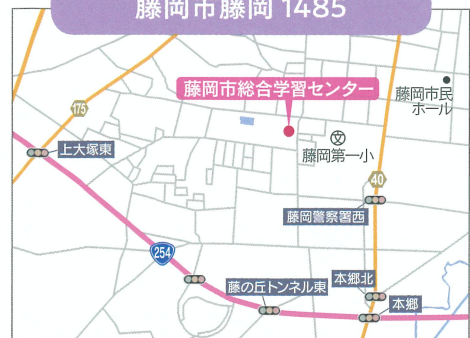 藤岡市藤岡 1485
藤岡市総合学習センター
藤岡市民
ホール
175
文
藤岡第一小
上大塚東
40
藤岡警察署西
254
藤の丘トンネル東
本郷北
本郷